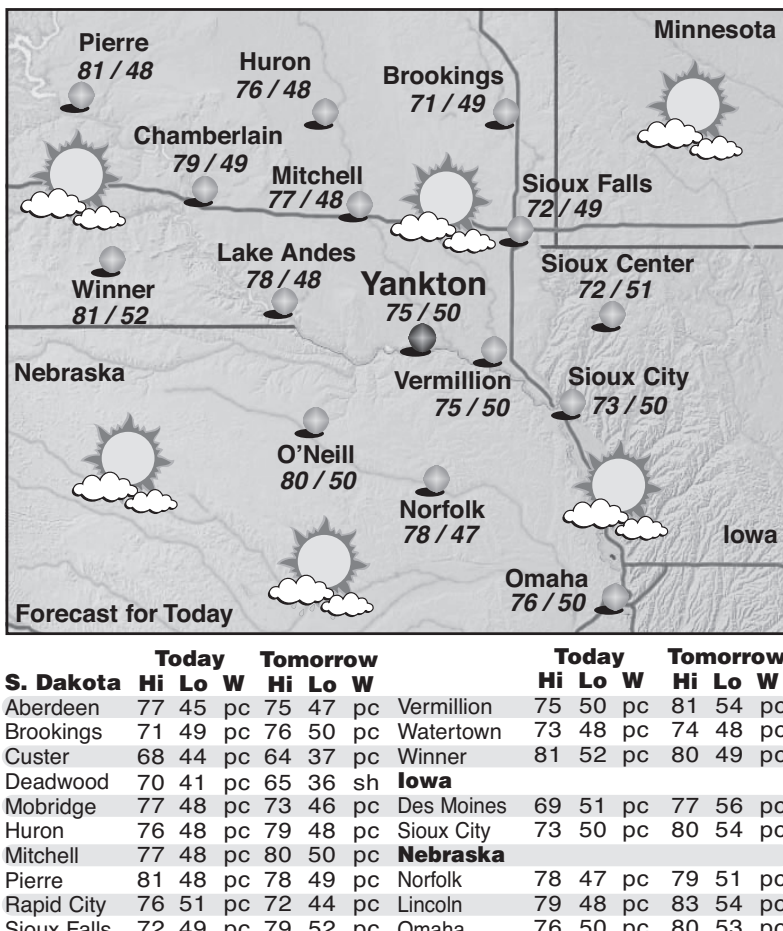 Minnesota
Pierre
81 / 48
Huron
76 / 48
Brookings
71 / 49
Chamberlain
79 / 49
Mitchell
77 / 48
Sioux Falls
72 / 49
Lake Andes
78 / 48
Yankton
75 / 50
Sioux Center
72 / 51
Winner
81 / 52
Nebraska
Vermillion
75 / 50
Sioux City
73 / 50
O'Neill
80 / 50
Norfolk
78 / 47
Iowa
Omaha
76 / 50
Forecast for Today
Today Tomorrow Today Tomorrow
S. Dakota Hi Lo W Hi Lo W Hi Lo W Hi Lo W
Aberdeen 77 45 pc 75 47 pc Vermillion 75 50 pc 81 54 pc
Brookings 71 49 pc 76 50 pc Watertown 73 48 pc 74 48 pc
Custer 68 44 pc 64 37 pc Winner 81 52 pc 80 49 pc
Deadwood 70 41 pc 65 36 sh Iowa
Mobridge 77 48 pc 73 46 pc Des Moines 69 51 pc 77 56 pc
Huron 76 48 pc 79 48 pc Sioux City 73 50 pc 80 54 pc
Mitchell 77 48 pc 80 50 pc Nebraska
Pierre 81 48 pc 78 49 pc Norfolk 78 47 pc 79 51 pc
Rapid City 76 51 pc 72 44 pc Lincoln 79 48 pc 83 54 pc
Sioux Falls 72 49 pc 79 52 pc Omaha 76 50 pc 80 53 pc